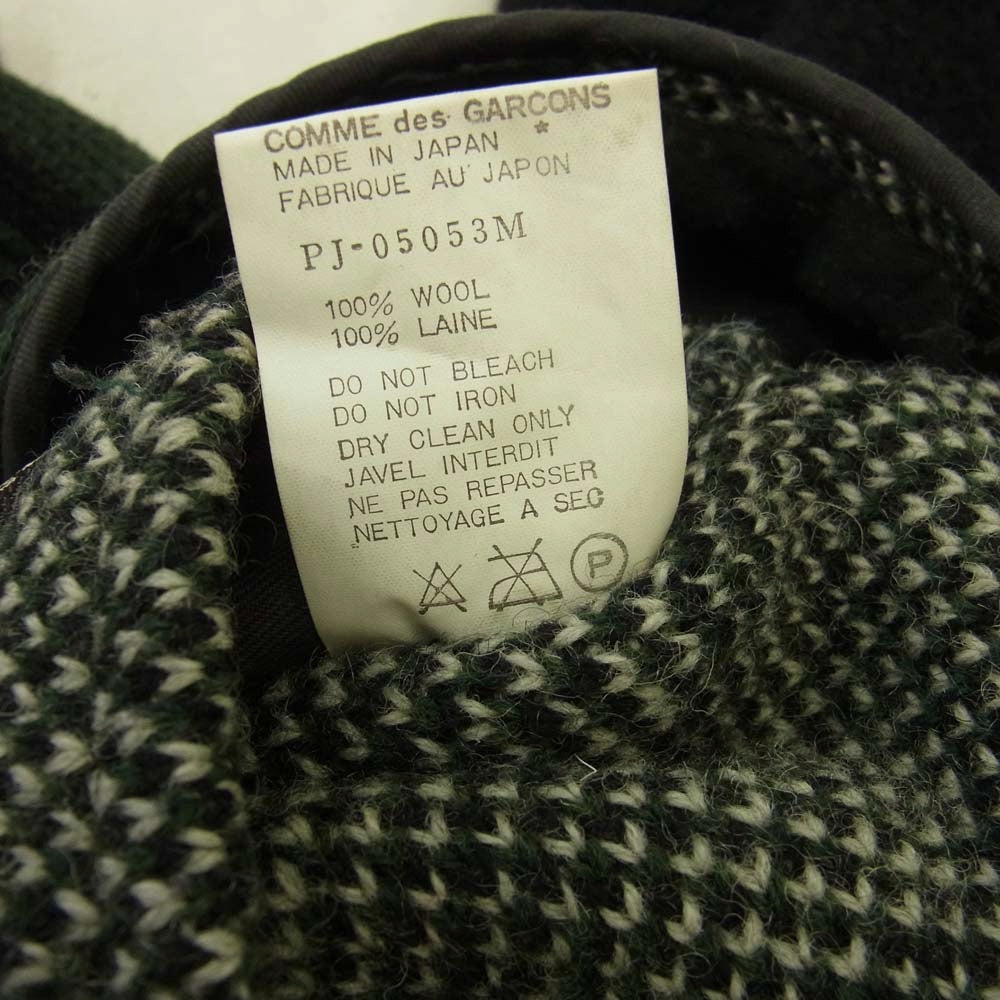 COMME des GARCONS *
MADE IN JAPAN
FABRIQUE AU JAPON
PJ-05053M
100% WOOL
100% LAINE
DO NOT BLEACH
DO NOT IRON
DRY CLEAN ONLY
JAVEL INTERDIT
NE PAS REPASSER
NETTOYAGE A SEC
P